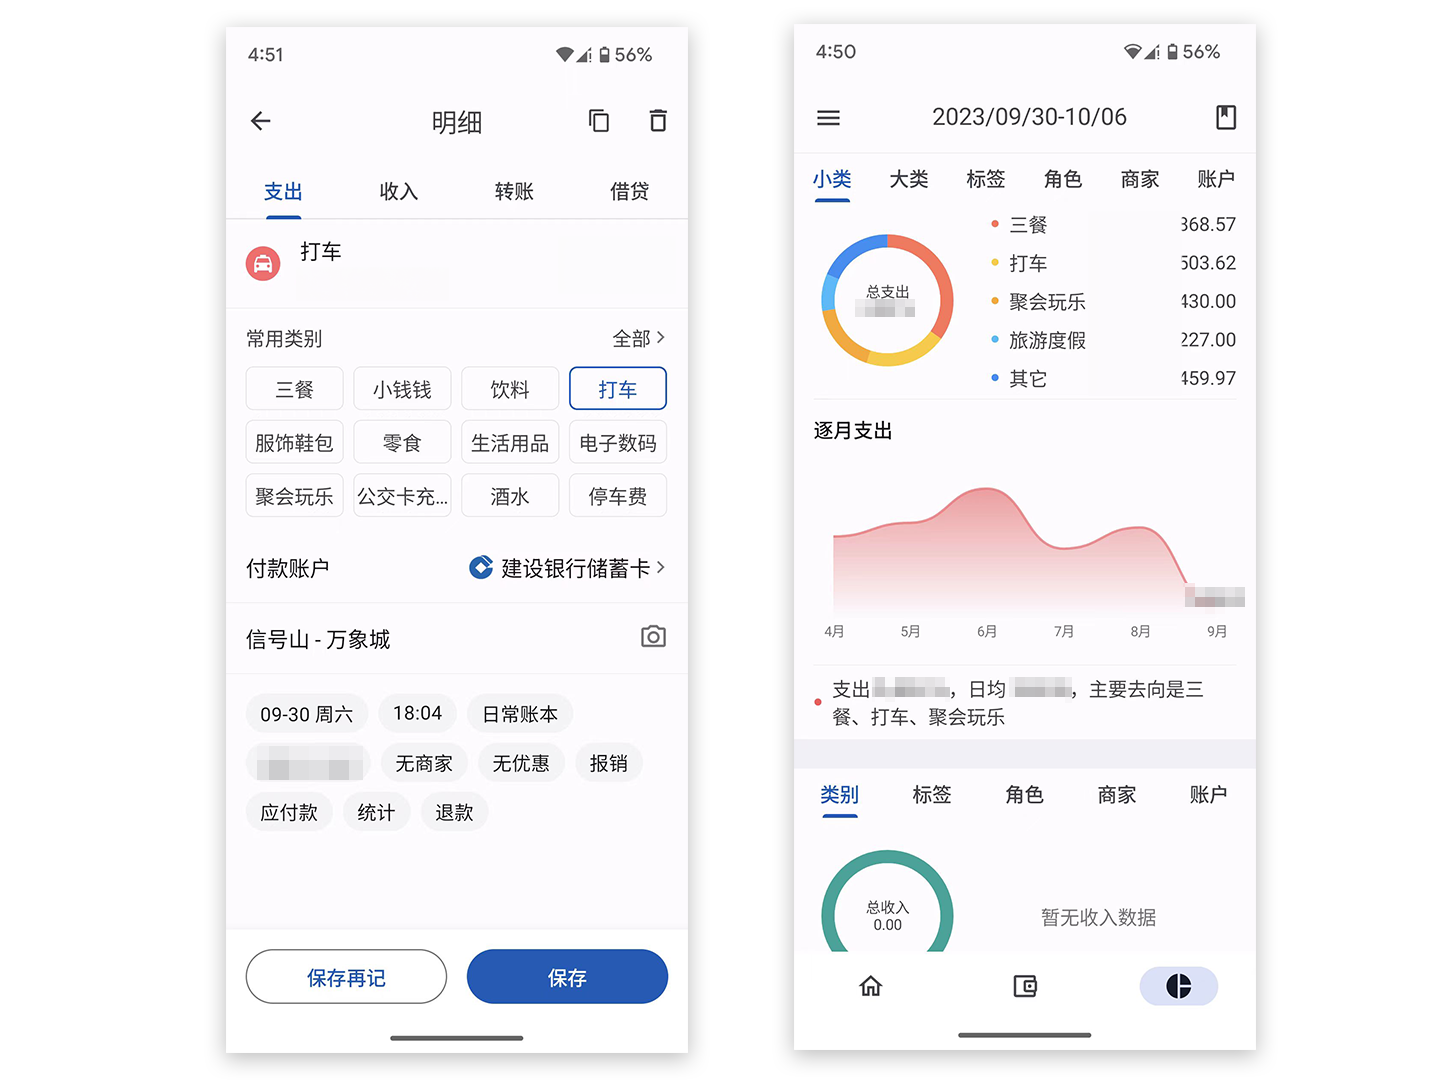 4:51
56%
明细
支出 收入 转账 借贷
打车
常用类别 全部
三餐 小钱钱 饮料 打车
服饰鞋包 零食 生活用品 电子数码
聚会玩乐 公交卡充... 酒水 停车费
付款账户 建设银行储蓄卡
信号山 - 万象城
09-30 周六 18:04 日常账本
无商家 无优惠 报销
应付款 统计 退款
保存再记 保存
4:50
56%
2023/09/30-10/06
小类 大类 标签 角色 商家 账户
总支出
三餐 368.57
打车 503.62
聚会玩乐 430.00
旅游度假 227.00
其它 459.97
逐月支出
4月 5月 6月 7月 8月 9月
支出 ，日均 ，主要去向是三
餐、打车、聚会玩乐
类别 标签 角色 商家 账户
总收入
0.00
暂无收入数据